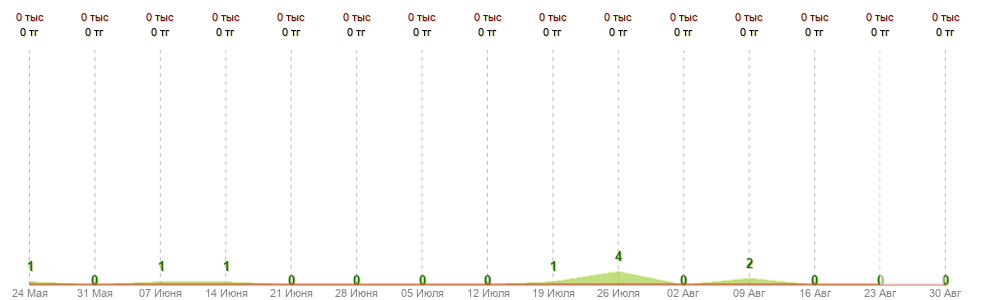 0 тыс 0 тыс 0 тыс 0 тыс 0 тыс 0 тыс 0 тыс 0 тыс 0 тыс 0 тыс 0 тыс 0 тыс 0 тыс 0 тыс 0 тыс
0 тг 0 тг 0 тг 0 тг 0 тг 0 тг 0 тг 0 тг 0 тг 0 тг 0 тг 0 тг 0 тг 0 тг 0 тг
1 0 1 1 0 0 0 0 1 4 0 2 0 0 0
24 Мая 31 Мая 07 Июня 14 Июня 21 Июня 28 Июня 05 Июля 12 Июля 19 Июля 26 Июля 02 Авг 09 Авг 16 Авг 23 Авг 30 Авг